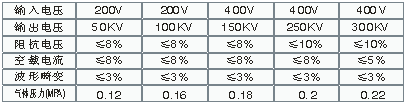 输入电压 200V 200V 400V 400V 400V
输出电压 50KV 100KV 150KV 250KV 300KV
阻抗电压 ≤8% ≤8% ≤8% ≤10% ≤10%
空载电流 ≤8% ≤8% ≤8% ≤8% ≤5%
波形畸变 ≤3% ≤3% ≤3% ≤3% ≤3%
气体压力(MPA) 0.12 0.16 0.18 0.2 0.22